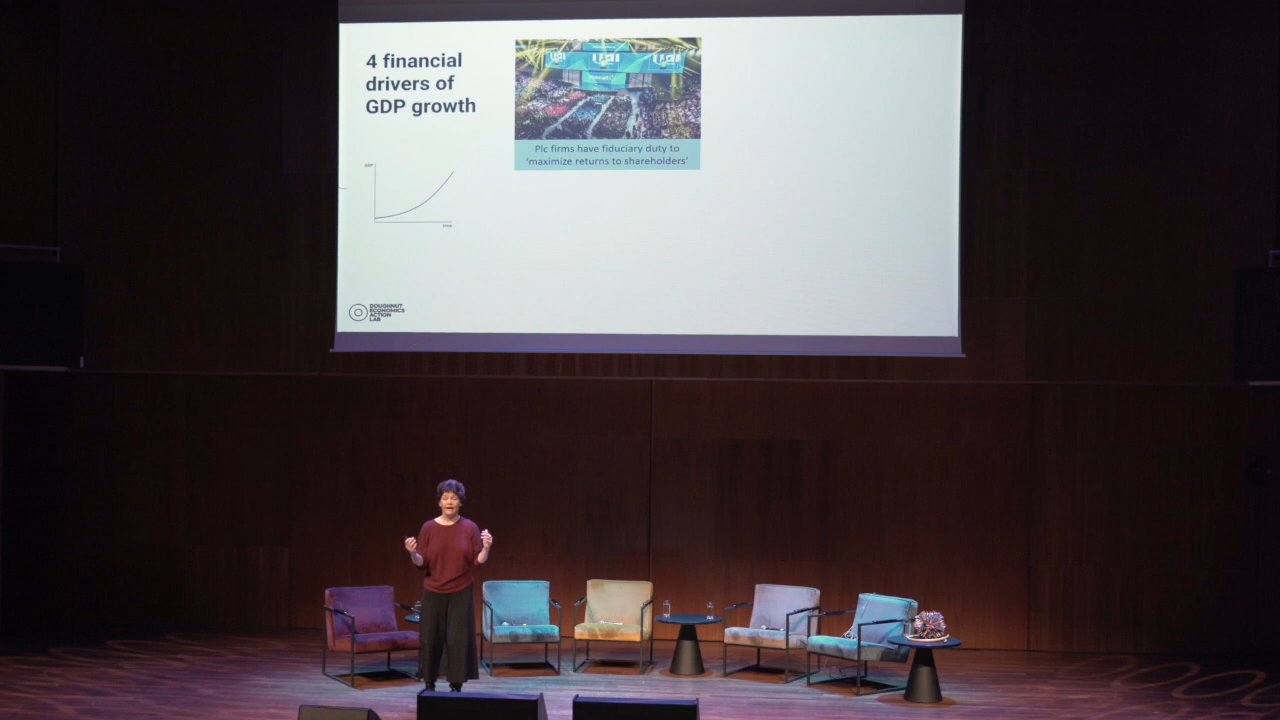 4 financial
drivers of
GDP growth
Plc firms have fiduciary duty to
'maximize returns to shareholders'
GDP
DOUGHNUT
ECONOMICS
ACTION
LAB